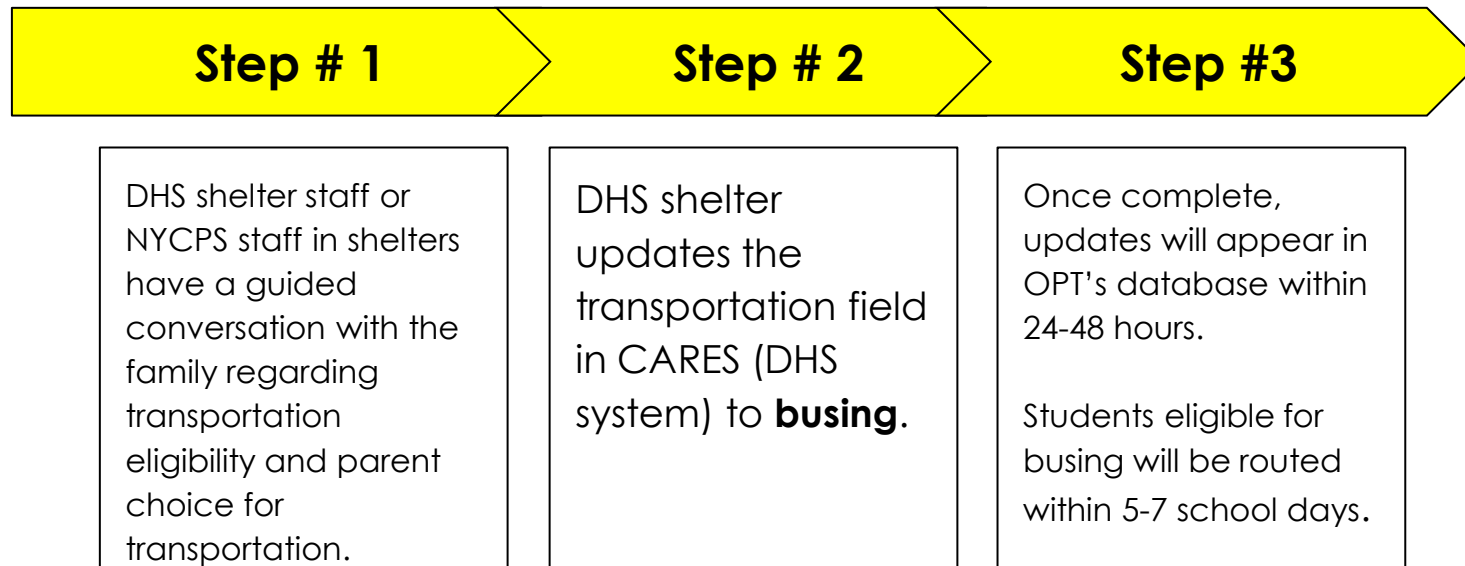 Step # 1
Step # 2
Step #3
DHS shelter staff or
NYCPS staff in shelters
have a guided
conversation with the
family regarding
transportation
eligibility and parent
choice for
transportation.
DHS shelter
updates the
transportation field
in CARES (DHS
system) to busing.
Once complete,
updates will appear in
OPT’s database within
24-48 hours.
Students eligible for
busing will be routed
within 5-7 school days.